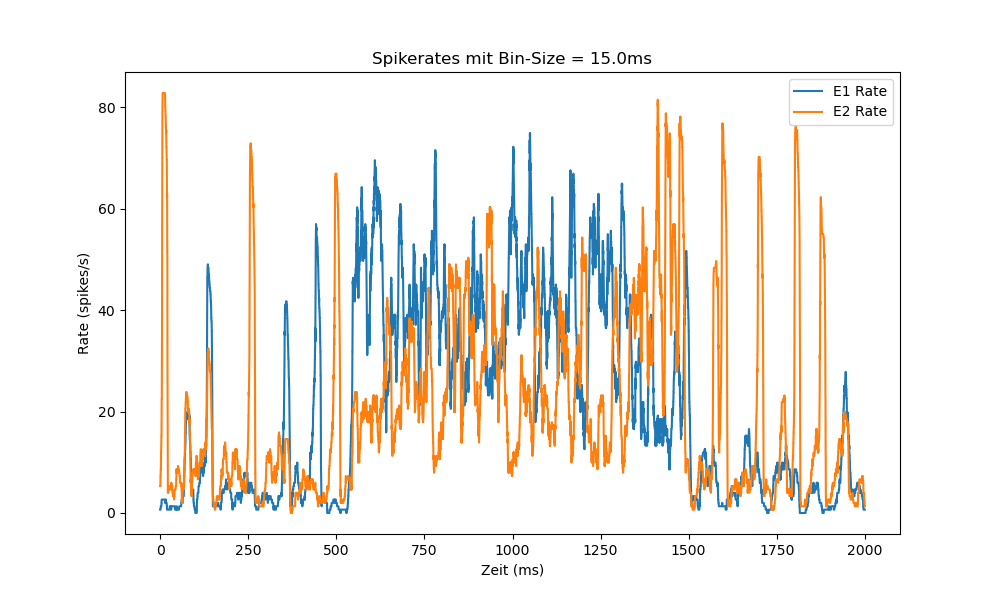 Spikerates mit Bin-Size = 15.0ms
E1 Rate
E2 Rate
80
60
40
20
0
Rate (spikes/s)
0 250 500 750 1000 1250 1500 1750 2000
Zeit (ms)